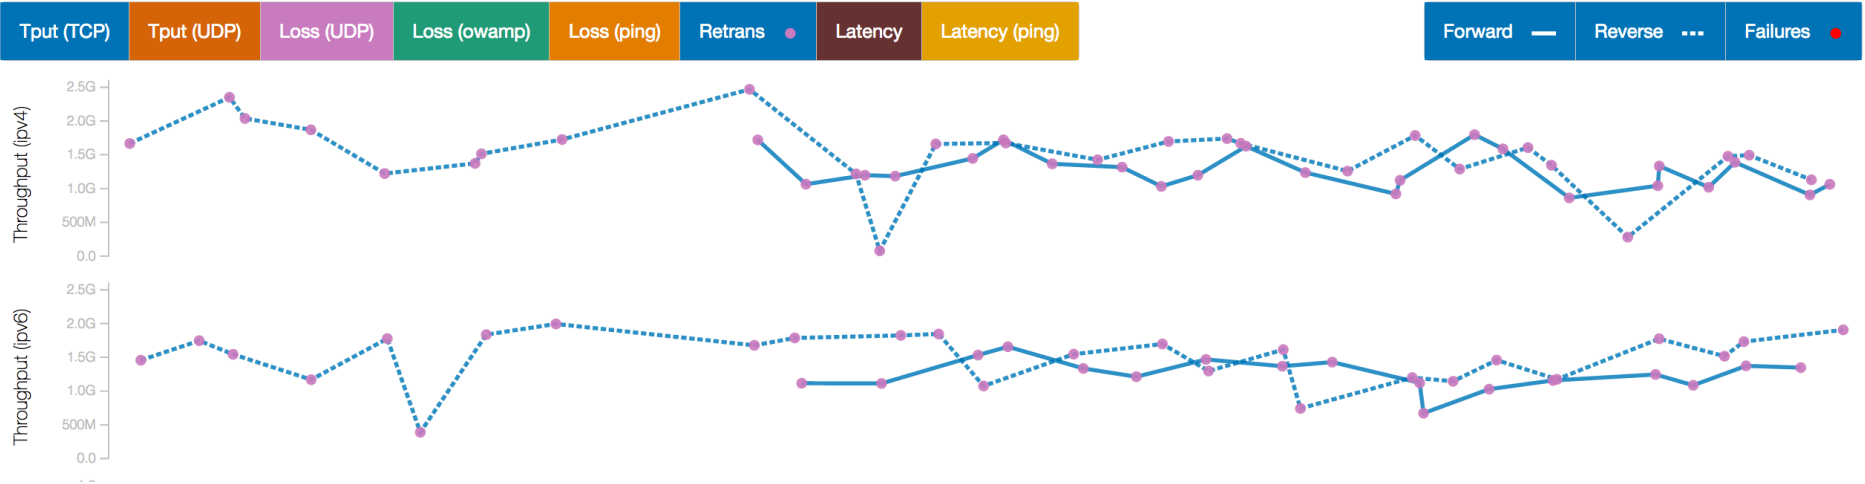 Tput (TCP) Tput (UDP) Loss (UDP) Loss (owamp) Loss (ping) Retrans Latency Latency (ping) Forward Reverse Failures
Throughput (ipv4)
2.5G
2.0G
1.5G
1.0G
500M
0.0
Throughput (ipv6)
2.5G
2.0G
1.5G
1.0G
500M
0.0